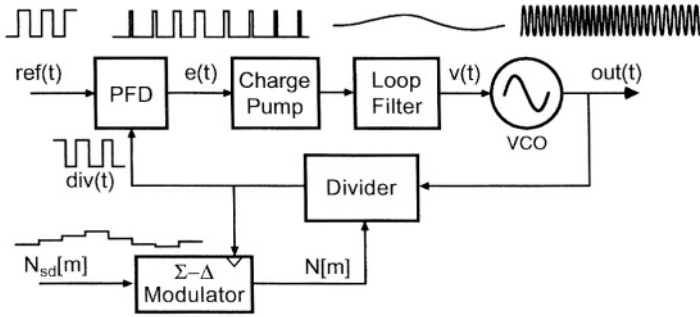 ref(t)
PFD
e(t)
Charge
Pump
Loop
Filter
v(t)
VCO
out(t)
div(t)
Divider
N_sd[m]
Σ–Δ
Modulator
N[m]